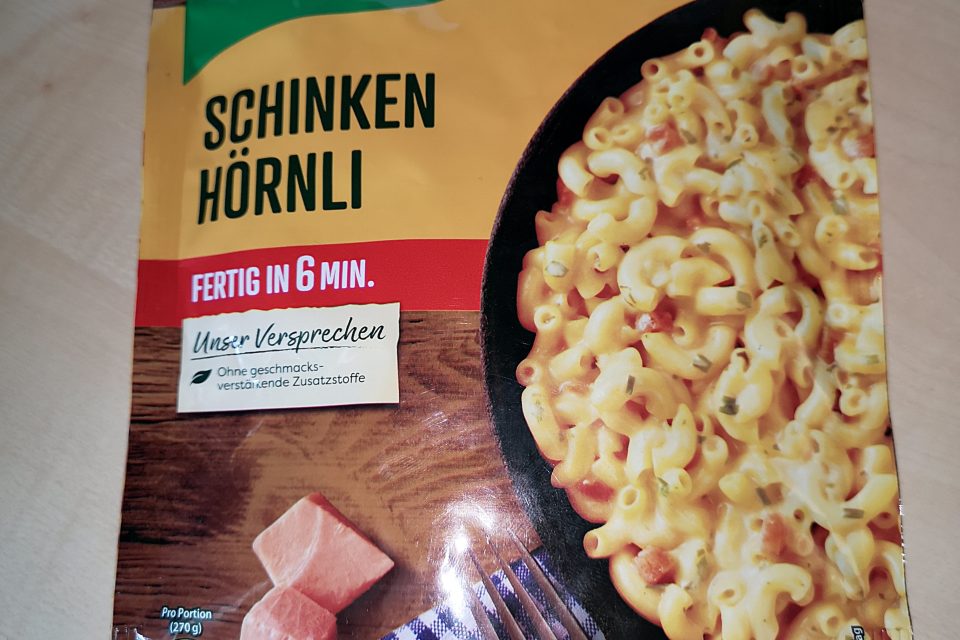 SCHINKEN
HÖRNLI
FERTIG IN 6 MIN.
Unser Versprechen
Ohne geschmacks-
verstärkende Zusatzstoffe
Pro Portion
(270 g)